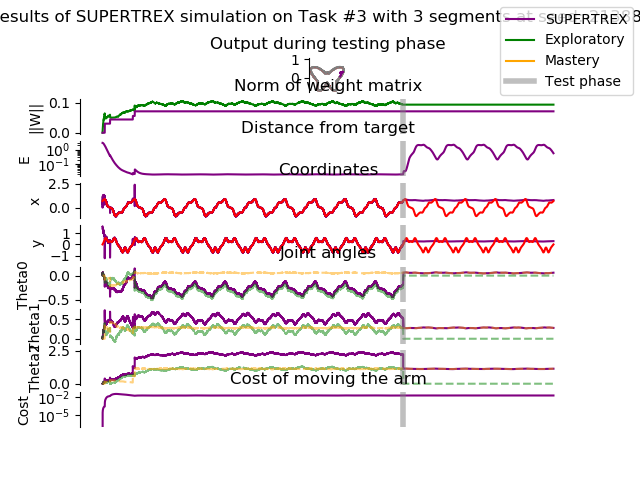 esults of SUPERTREX simulation on Task #3 with 3 segments at
SUPERTREX
Exploratory
Mastery
Test phase
Output during testing phase
1
0
Norm of weight matrix
||W||
0.1
0.0
Distance from target
E
10^0
10^-1
Coordinates
x
2.5
0.0
y
1
0
−1
Joint angles
Theta0
0.0
−0.5
Theta1
0.5
0.0
Theta2
2.5
0.0
Cost of moving the arm
Cost
10^-2
10^-5